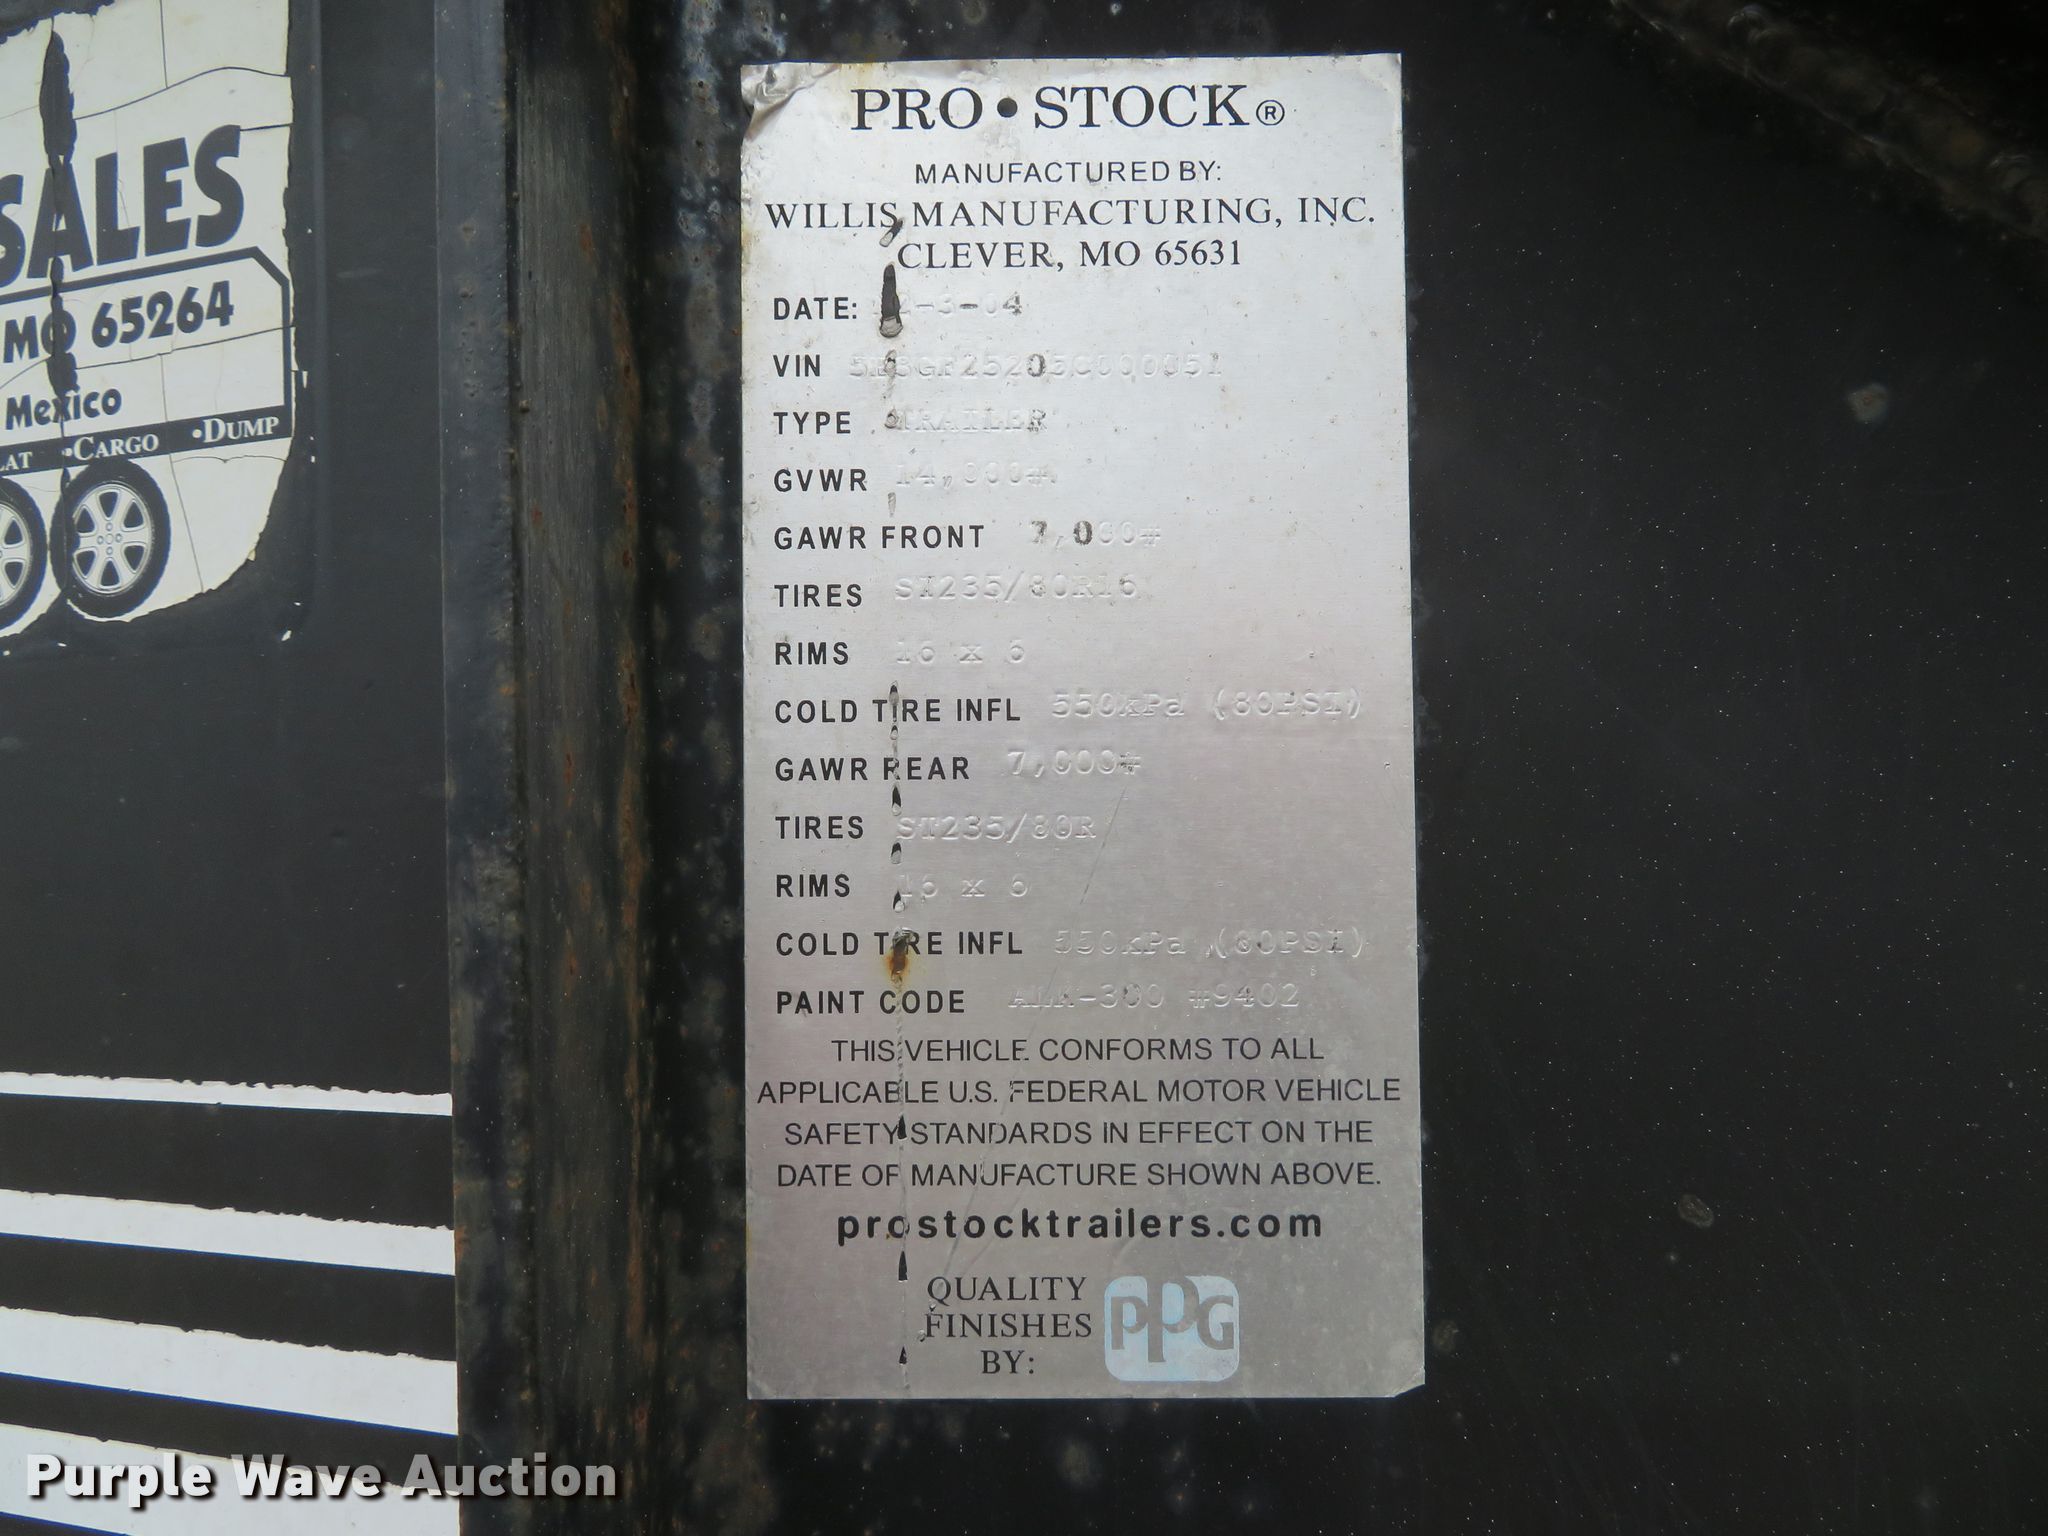 SALES
MO 65264
Mexico
•CARGO •DUMP
PRO•STOCK®
MANUFACTURED BY:
WILLIS MANUFACTURING, INC.
CLEVER, MO 65631
DATE:
VIN
TYPE TRAILER
GVWR 14,000#
GAWR FRONT 7,000#
TIRES ST235/80R16
RIMS 16 x 6
COLD TIRE INFL 550kPa (80PSI)
GAWR REAR 7,000#
TIRES ST235/80R
RIMS 16 x 6
COLD TIRE INFL 550kPa (80PSI)
PAINT CODE #9402
THIS VEHICLE CONFORMS TO ALL
APPLICABLE U.S. FEDERAL MOTOR VEHICLE
SAFETY STANDARDS IN EFFECT ON THE
DATE OF MANUFACTURE SHOWN ABOVE.
prostocktrailers.com
QUALITY
FINISHES
BY:
PPG
Purple Wave Auction